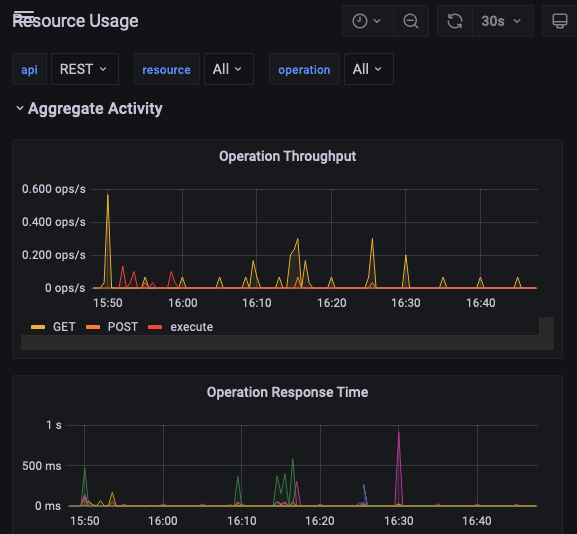 Resource Usage
30s
api REST resource All operation All
Aggregate Activity
Operation Throughput
0.600 ops/s
0.400 ops/s
0.200 ops/s
0 ops/s
15:50 16:00 16:10 16:20 16:30 16:40
GET POST execute
Operation Response Time
1 s
500 ms
0 ms
15:50 16:00 16:10 16:20 16:30 16:40